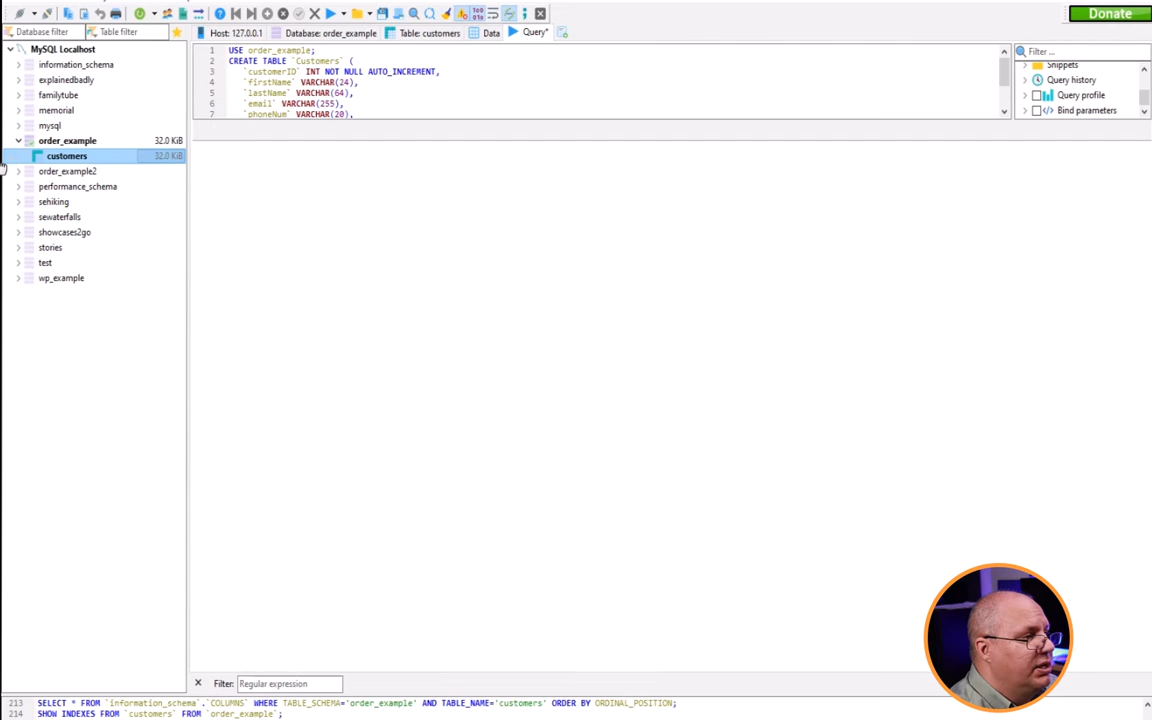 Donate
Database filter
Table filter
Host: 127.0.0.1
Database: order_example
Table: customers
Data
Query*
MySQL Localhost
information_schema
explainedbadly
familytube
memorial
mysql
order_example 32.0 KiB
customers 32.0 KiB
order_example2
performance_schema
sehiking
sewaterfalls
showcases2go
stories
test
wp_example
1 USE order_example;
2 CREATE TABLE `Customers` (
3 `customerID` INT NOT NULL AUTO_INCREMENT,
4 `firstName` VARCHAR(24),
5 `lastName` VARCHAR(64),
6 `email` VARCHAR(255),
7 `phoneNum` VARCHAR(20),
Filter ...
Snippets
Query history
Query profile
Bind parameters
Filter: Regular expression
213 SELECT * FROM `information_schema`.`COLUMNS` WHERE TABLE_SCHEMA='order_example' AND TABLE_NAME='customers' ORDER BY ORDINAL_POSITION;
214 SHOW INDEXES FROM `customers` FROM `order_example`;